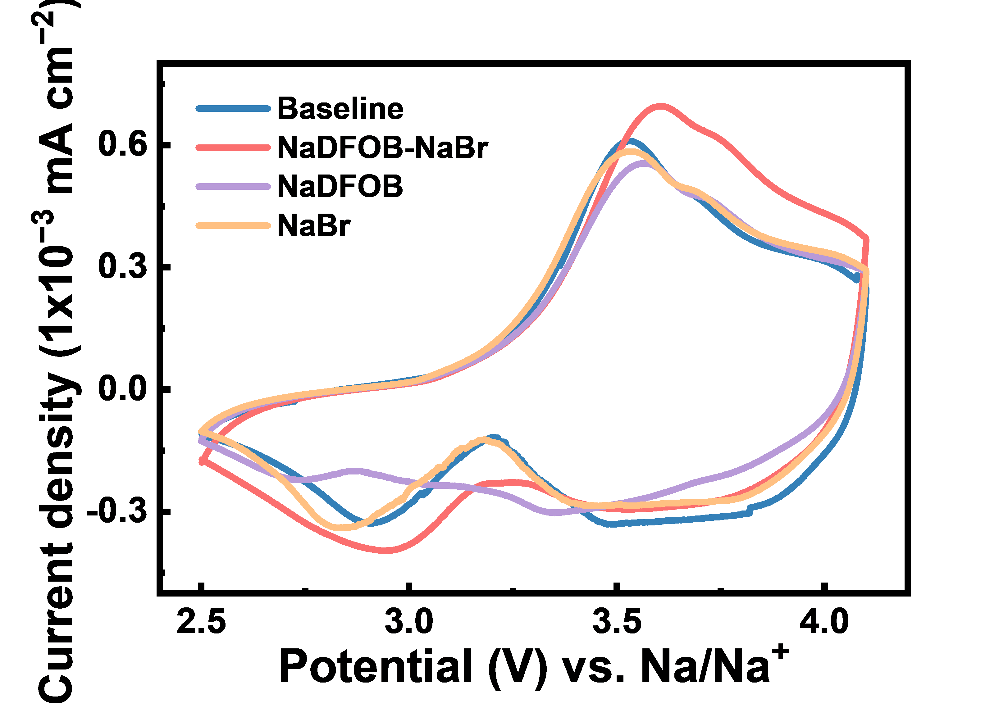 Current density (1x10⁻³ mA cm⁻²)
Baseline
NaDFOB-NaBr
NaDFOB
NaBr
0.6
0.3
0.0
-0.3
2.5 3.0 3.5 4.0
Potential (V) vs. Na/Na⁺